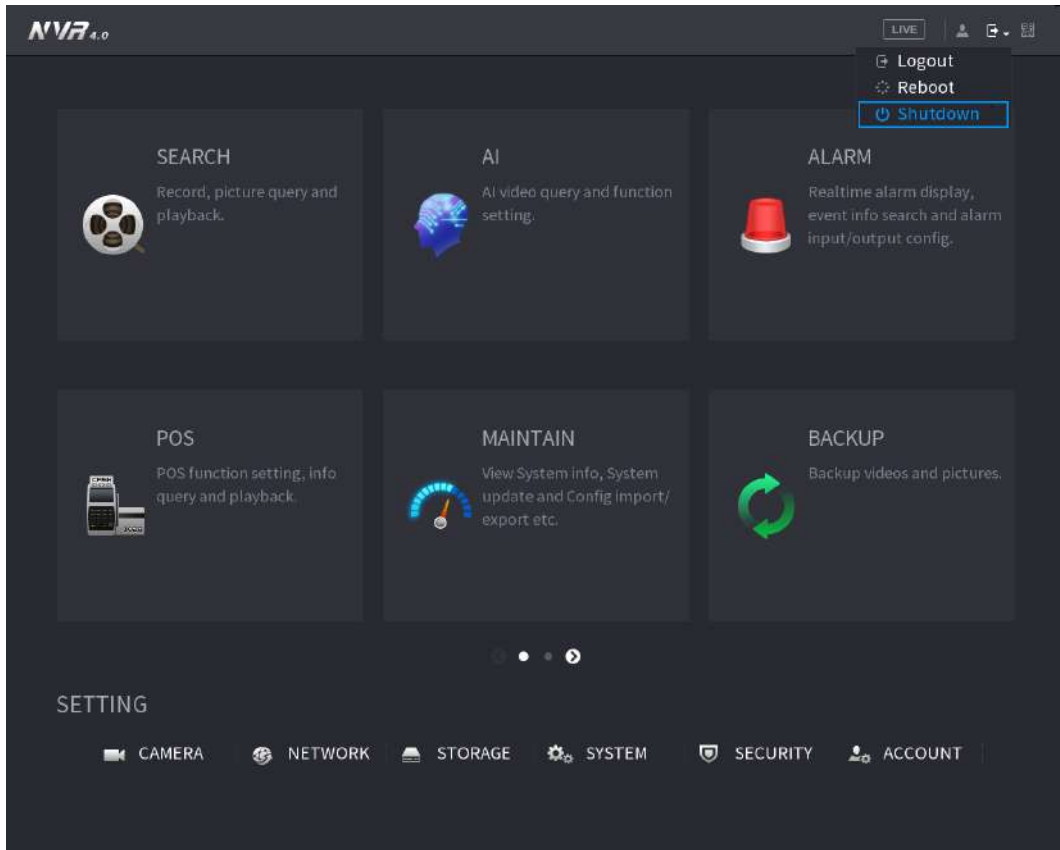 NVR 4.0
LIVE
Logout
Reboot
Shutdown
SEARCH
Record, picture query and
playback.
AI
AI video query and function
setting.
ALARM
Realtime alarm display,
event info search and alarm
input/output config.
POS
POS function setting, info
query and playback.
MAINTAIN
View System info, System
update and Config import/
export etc.
BACKUP
Backup videos and pictures.
SETTING
CAMERA
NETWORK
STORAGE
SYSTEM
SECURITY
ACCOUNT